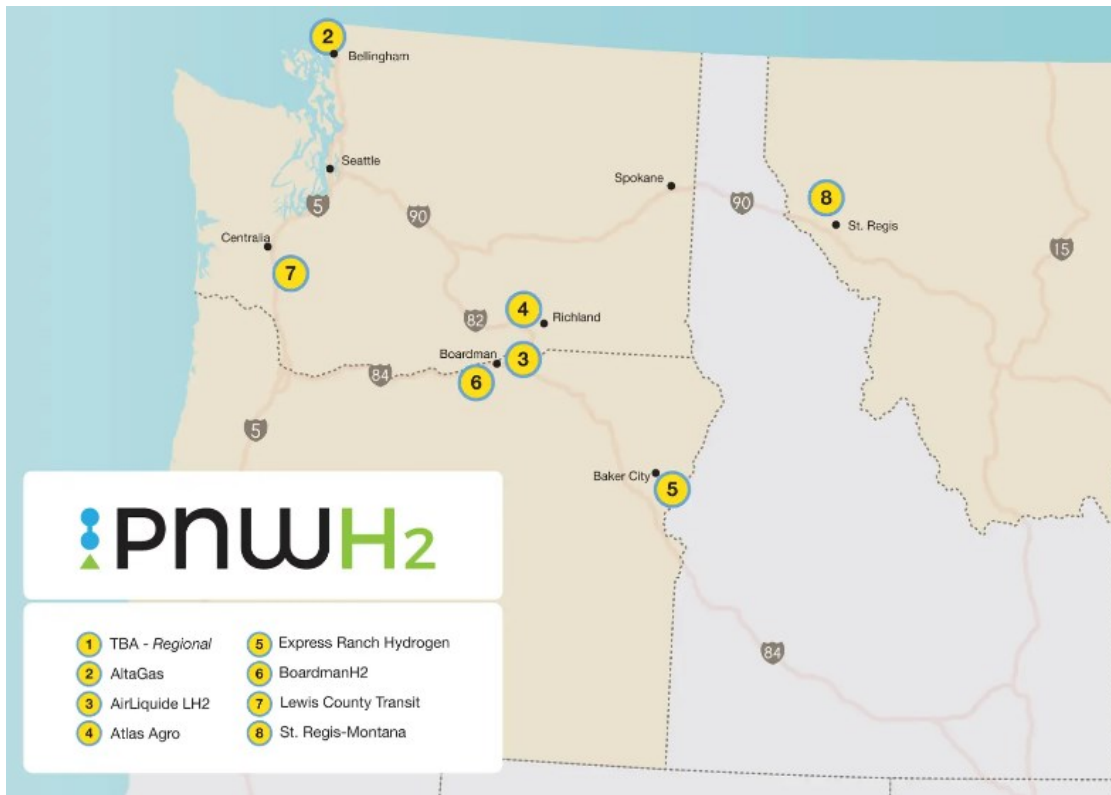 2
Bellingham
Seattle
Spokane
5
90
90
8
St. Regis
Centralia
7
15
4
82
Richland
Boardman
3
84
6
5
Baker City
5
PNWH2
84
1 TBA - Regional
2 AltaGas
3 AirLiquide LH2
4 Atlas Agro
5 Express Ranch Hydrogen
6 BoardmanH2
7 Lewis County Transit
8 St. Regis-Montana